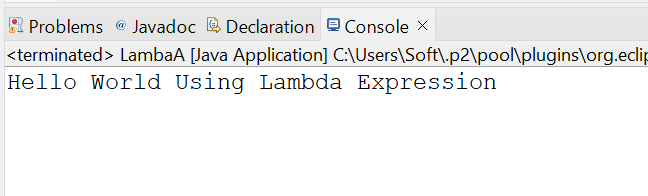 Problems @ Javadoc Declaration Console
<terminated> LambaA [Java Application] C:\Users\Soft\.p2\pool\plugins\org.eclip
Hello World Using Lambda Expression